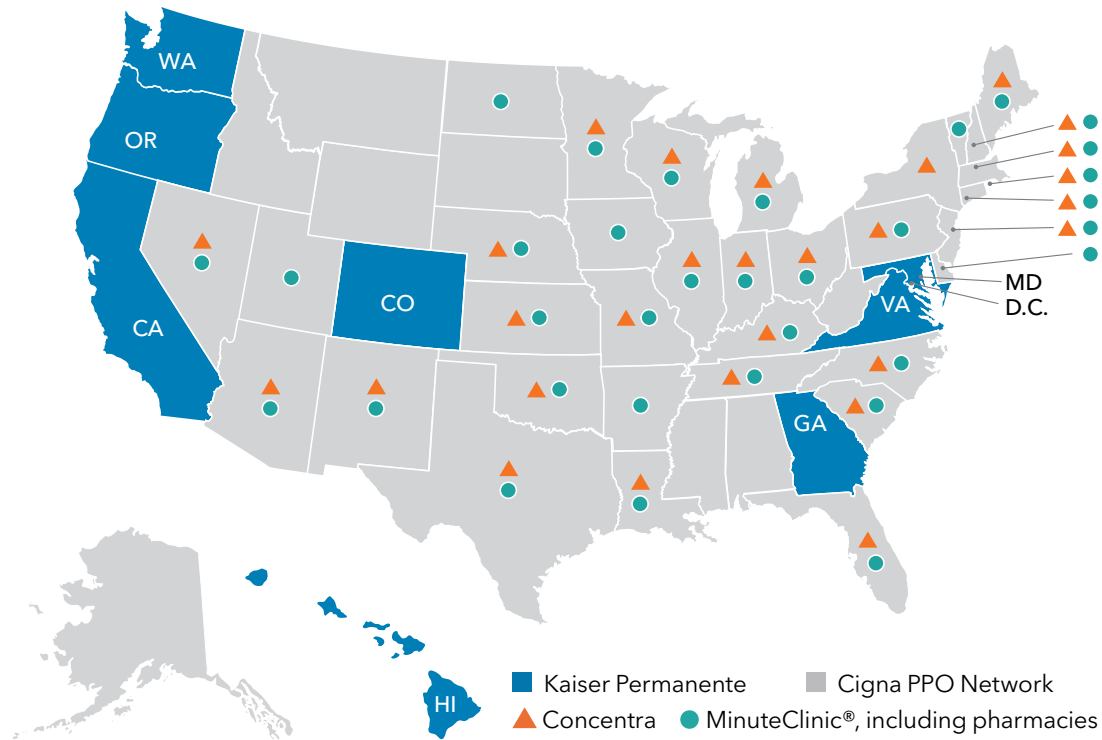 WA
OR
CO
CA
MD
D.C.
VA
GA
HI
Kaiser Permanente
Cigna PPO Network
Concentra
MinuteClinic®, including pharmacies